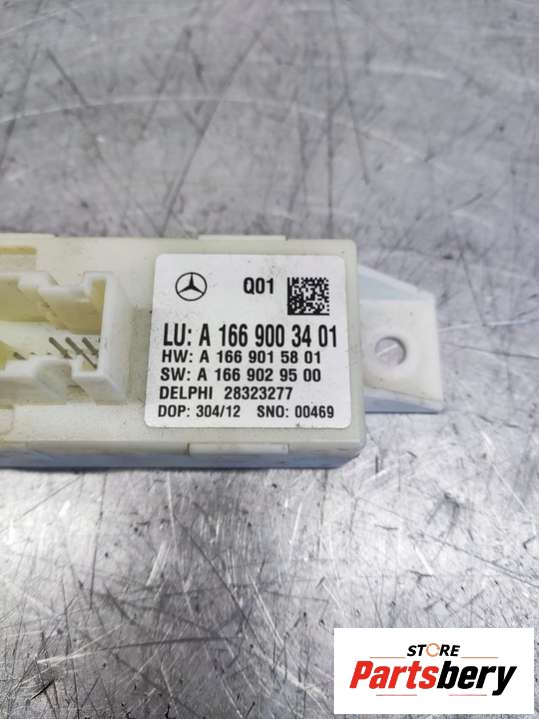 Q01
LU: A 166 900 34 01
HW: A 166 901 58 01
SW: A 166 902 95 00
DELPHI 28323277
DOP: 304/12 SNO: 00469
STORE
Partsbery